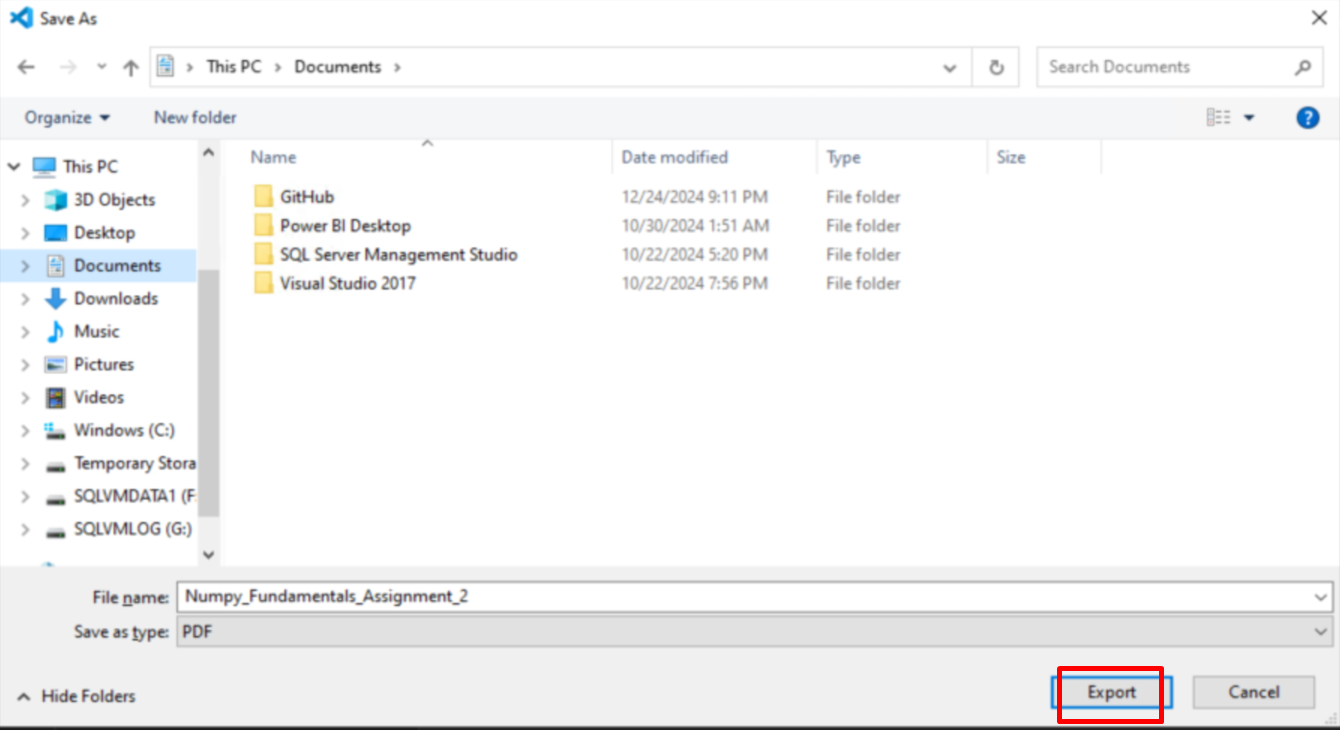 Save As
This PC > Documents >
Search Documents
Organize
New folder
?
Name
Date modified
Type
Size
This PC
3D Objects
Desktop
Documents
Downloads
Music
Pictures
Videos
Windows (C:)
Temporary Stora
SQLVMDATA1 (F:
SQLVMLOG (G:)
GitHub 12/24/2024 9:11 PM File folder
Power BI Desktop 10/30/2024 1:51 AM File folder
SQL Server Management Studio 10/22/2024 5:20 PM File folder
Visual Studio 2017 10/22/2024 7:56 PM File folder
File name: Numpy_Fundamentals_Assignment_2
Save as type: PDF
Hide Folders
Export
Cancel